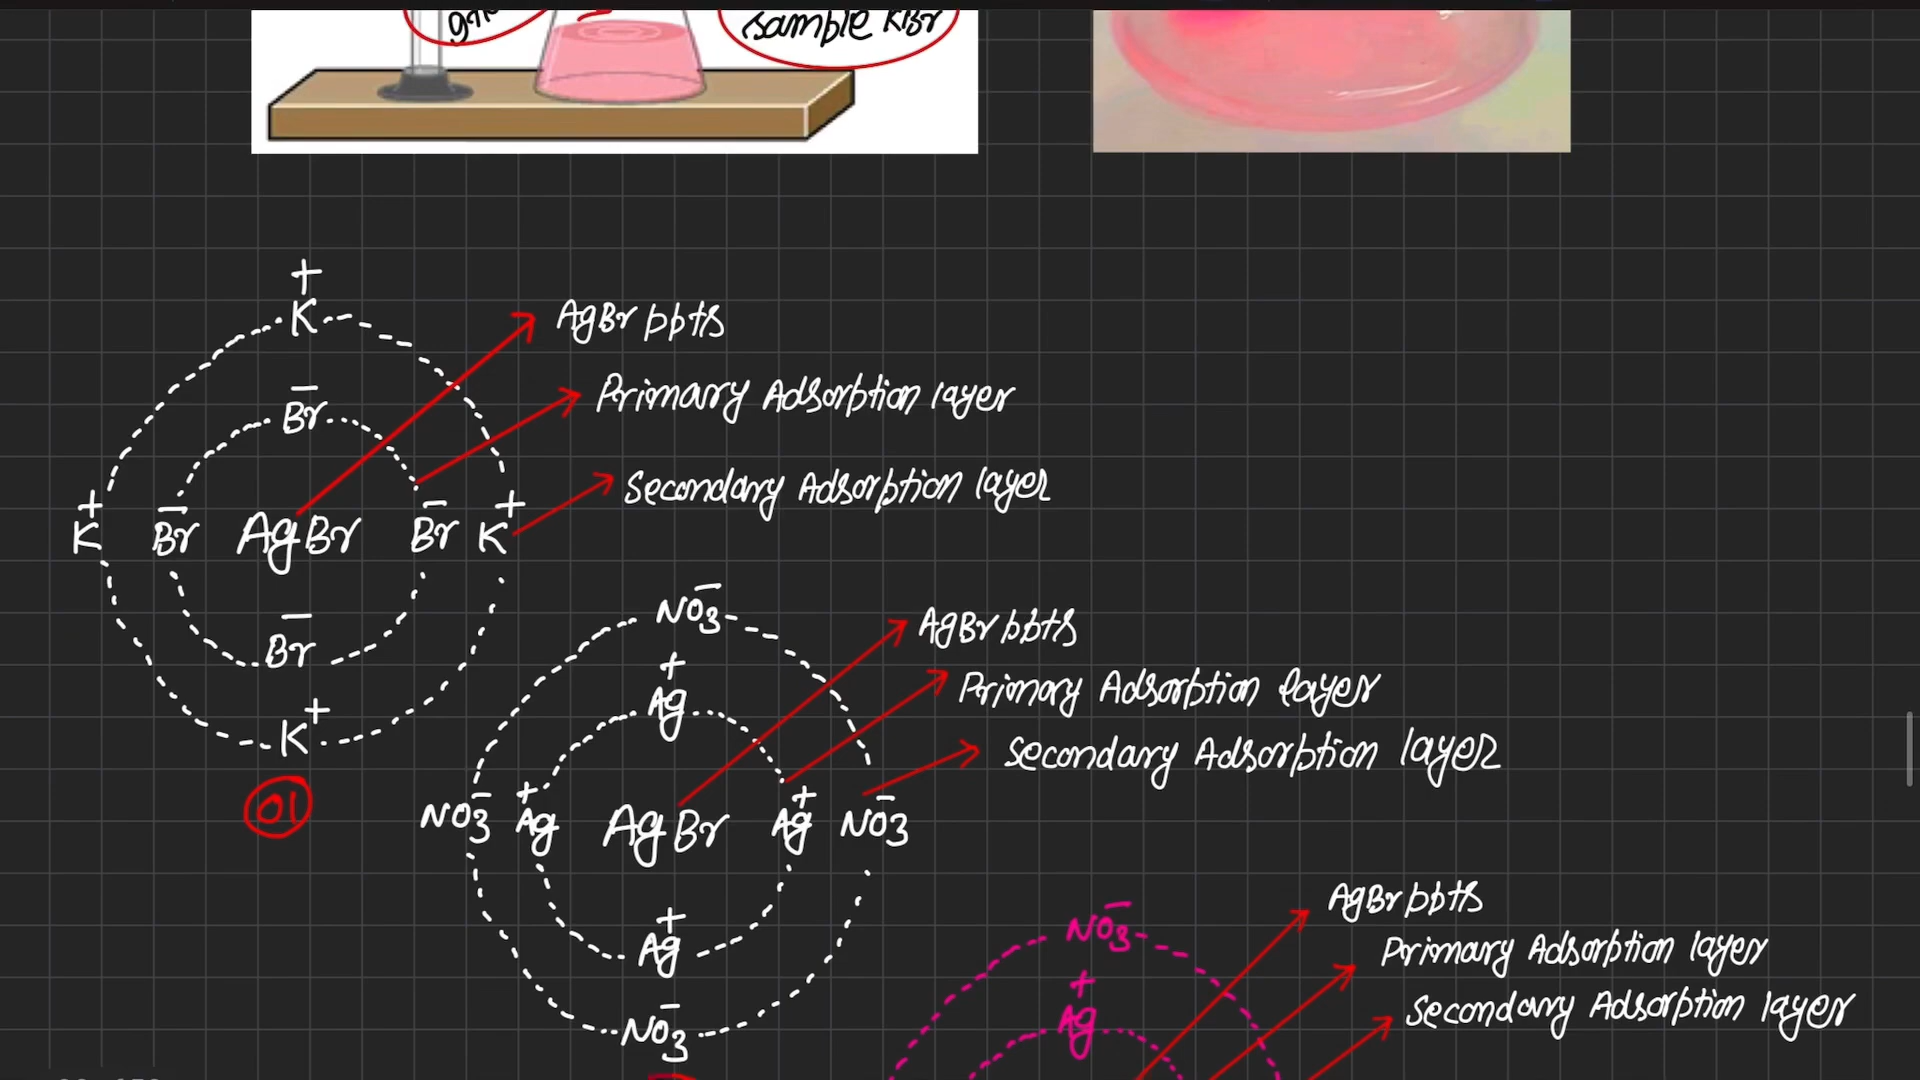 sample KBr
K+
AgBr ppts
Br-
Primary Adsorption layer
Secondary Adsorption layer
K+ Br- AgBr Br- K+
Br-
K+
01
NO3-
AgBr ppts
Ag+
Primary Adsorption layer
Secondary Adsorption layer
NO3- Ag+ AgBr Ag+ NO3-
Ag+
NO3-
AgBr ppts
NO3-
Primary Adsorption layer
Ag+
Secondary Adsorption layer